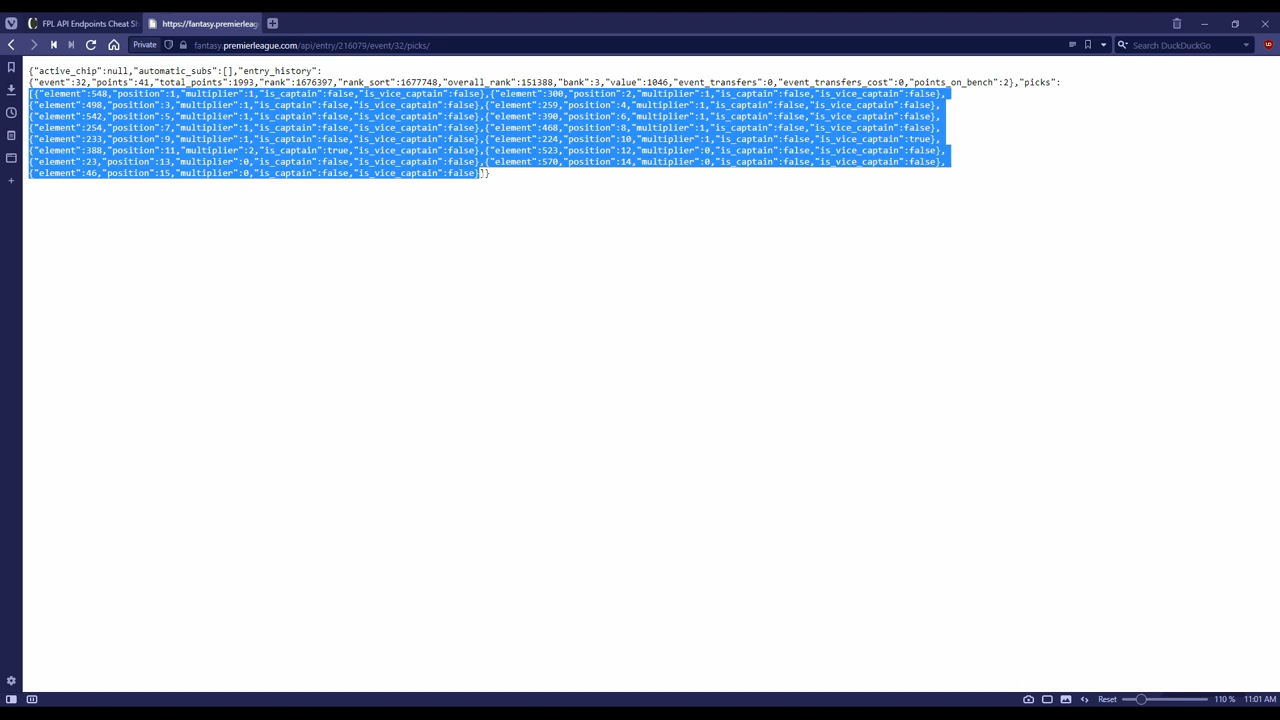 FPL API Endpoints Cheat Sh
https://fantasy.premierleag
Private
fantasy.premierleague.com/api/entry/216079/event/32/picks/
Search DuckDuckGo
{"active_chip":null,"automatic_subs":[],"entry_history":
{"event":32,"points":41,"total_points":1993,"rank":1676397,"rank_sort":1677748,"overall_rank":151388,"bank":3,"value":1046,"event_transfers":0,"event_transfers_cost":0,"points_on_bench":2},"picks":
[{"element":548,"position":1,"multiplier":1,"is_captain":false,"is_vice_captain":false},{"element":300,"position":2,"multiplier":1,"is_captain":false,"is_vice_captain":false},
{"element":498,"position":3,"multiplier":1,"is_captain":false,"is_vice_captain":false},{"element":259,"position":4,"multiplier":1,"is_captain":false,"is_vice_captain":false},
{"element":542,"position":5,"multiplier":1,"is_captain":false,"is_vice_captain":false},{"element":390,"position":6,"multiplier":1,"is_captain":false,"is_vice_captain":false},
{"element":254,"position":7,"multiplier":1,"is_captain":false,"is_vice_captain":false},{"element":468,"position":8,"multiplier":1,"is_captain":false,"is_vice_captain":false},
{"element":233,"position":9,"multiplier":1,"is_captain":false,"is_vice_captain":false},{"element":224,"position":10,"multiplier":1,"is_captain":false,"is_vice_captain":true},
{"element":388,"position":11,"multiplier":2,"is_captain":true,"is_vice_captain":false},{"element":523,"position":12,"multiplier":0,"is_captain":false,"is_vice_captain":false},
{"element":23,"position":13,"multiplier":0,"is_captain":false,"is_vice_captain":false},{"element":570,"position":14,"multiplier":0,"is_captain":false,"is_vice_captain":false},
{"element":46,"position":15,"multiplier":0,"is_captain":false,"is_vice_captain":false}]}
Reset
110 %
11:01 AM